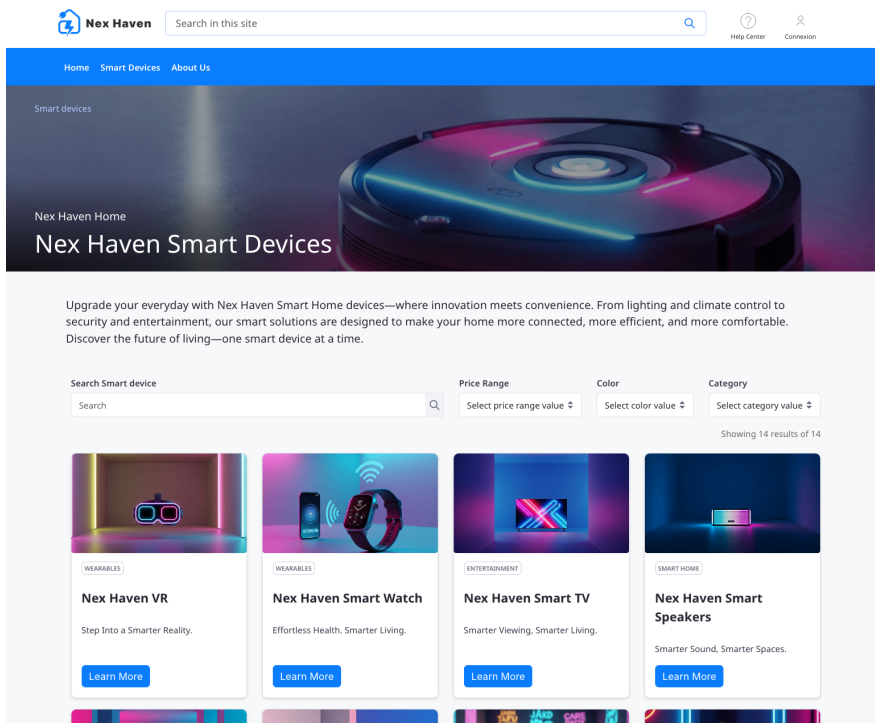 Nex Haven
Search in this site
Help Center
Connexion
Home Smart Devices About Us
Smart devices
Nex Haven Home
Nex Haven Smart Devices
Upgrade your everyday with Nex Haven Smart Home devices—where innovation meets convenience. From lighting and climate control to
security and entertainment, our smart solutions are designed to make your home more connected, more efficient, and more comfortable.
Discover the future of living—one smart device at a time.
Search Smart device
Search
Price Range
Select price range value
Color
Select color value
Category
Select category value
Showing 14 results of 14
WEARABLES
Nex Haven VR
Step Into a Smarter Reality.
Learn More
WEARABLES
Nex Haven Smart Watch
Effortless Health. Smarter Living.
Learn More
ENTERTAINMENT
Nex Haven Smart TV
Smarter Viewing, Smarter Living.
Learn More
SMART HOME
Nex Haven Smart
Speakers
Smarter Sound, Smarter Spaces.
Learn More